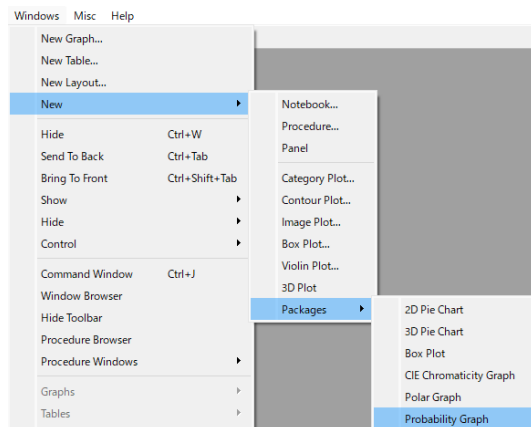 Windows Misc Help
New Graph...
New Table...
New Layout...
New
Hide Ctrl+W
Send To Back Ctrl+Tab
Bring To Front Ctrl+Shift+Tab
Show
Hide
Control
Command Window Ctrl+J
Window Browser
Hide Toolbar
Procedure Browser
Procedure Windows
Graphs
Tables
Notebook...
Procedure...
Panel
Category Plot...
Contour Plot...
Image Plot...
Box Plot...
Violin Plot...
3D Plot
Packages
2D Pie Chart
3D Pie Chart
Box Plot
CIE Chromaticity Graph
Polar Graph
Probability Graph